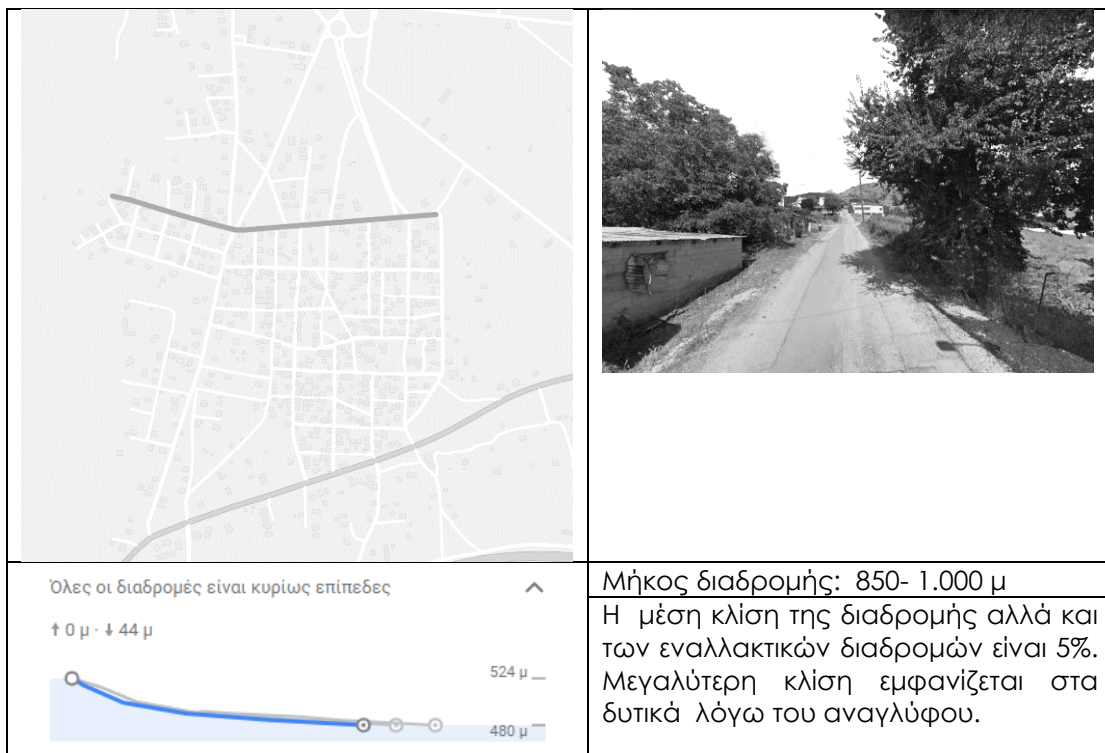 Όλες οι διαδρομές είναι κυρίως επίπεδες
↑ 0 μ · ↓ 44 μ
524 μ
480 μ
Μήκος διαδρομής: 850- 1.000 μ
Η μέση κλίση της διαδρομής αλλά και
των εναλλακτικών διαδρομών είναι 5%.
Μεγαλύτερη κλίση εμφανίζεται στα
δυτικά λόγω του αναγλύφου.